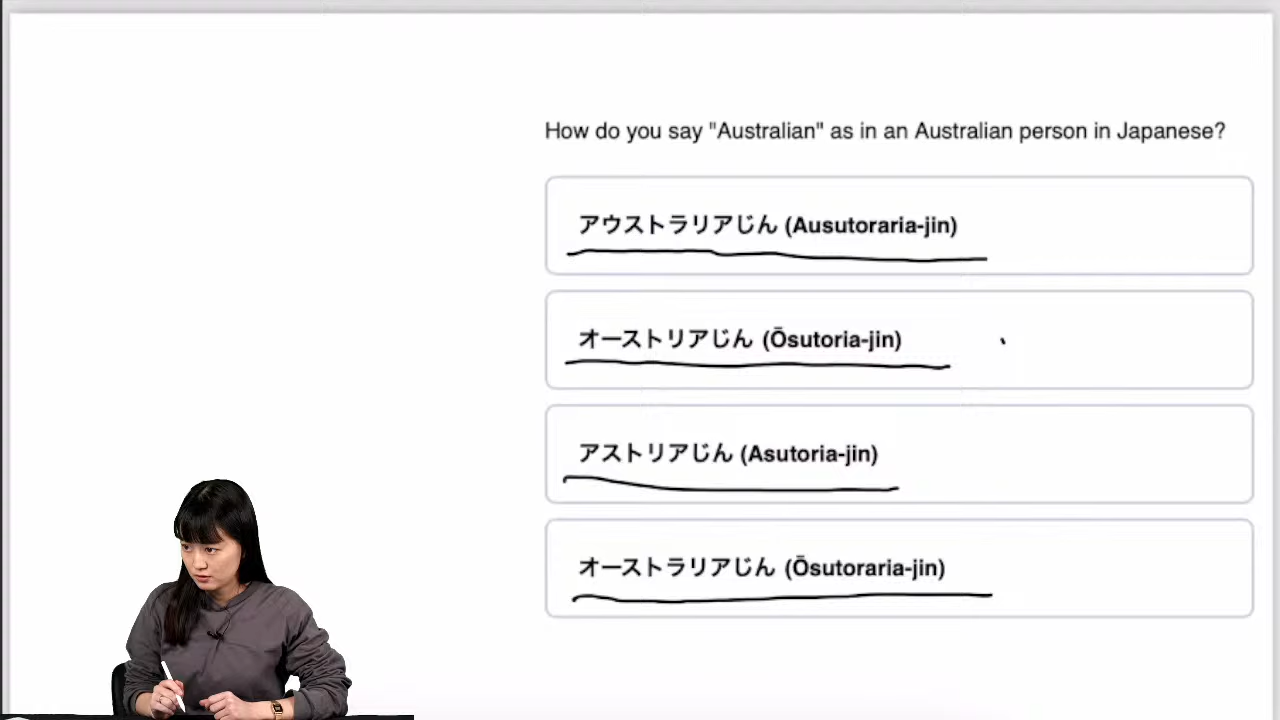 How do you say "Australian" as in an Australian person in Japanese?
アウストラリアじん (Ausutoraria-jin)
オーストリアじん (Ōsutoria-jin)
アストリアじん (Asutoria-jin)
オーストラリアじん (Ōsutoraria-jin)